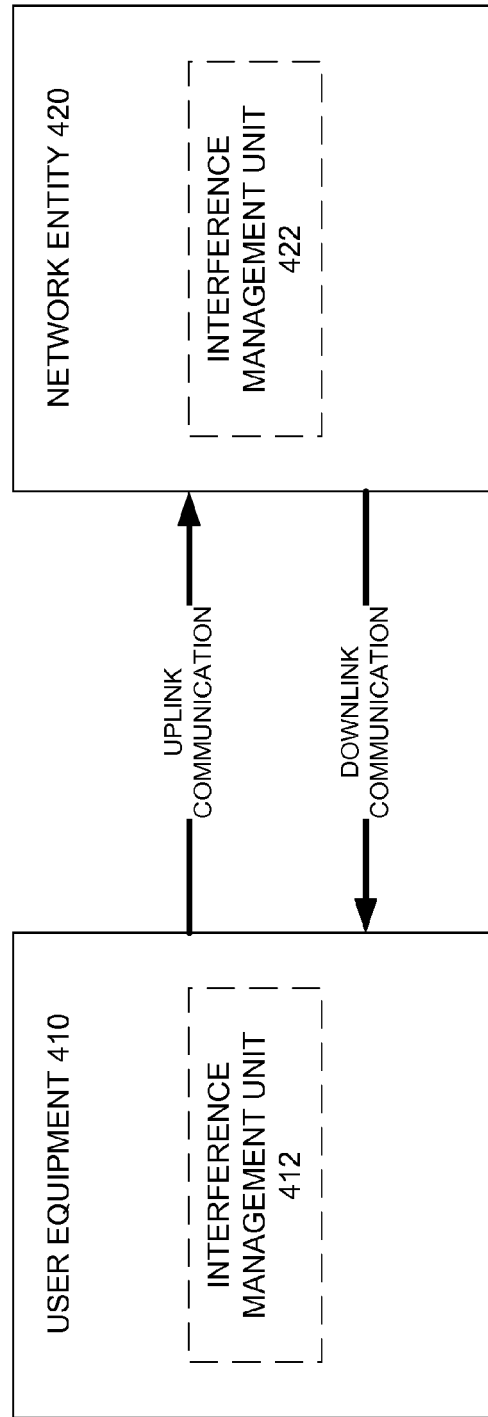 USER EQUIPMENT 410
INTERFERENCE
MANAGEMENT UNIT
412
UPLINK
COMMUNICATION
DOWNLINK
COMMUNICATION
NETWORK ENTITY 420
INTERFERENCE
MANAGEMENT UNIT
422